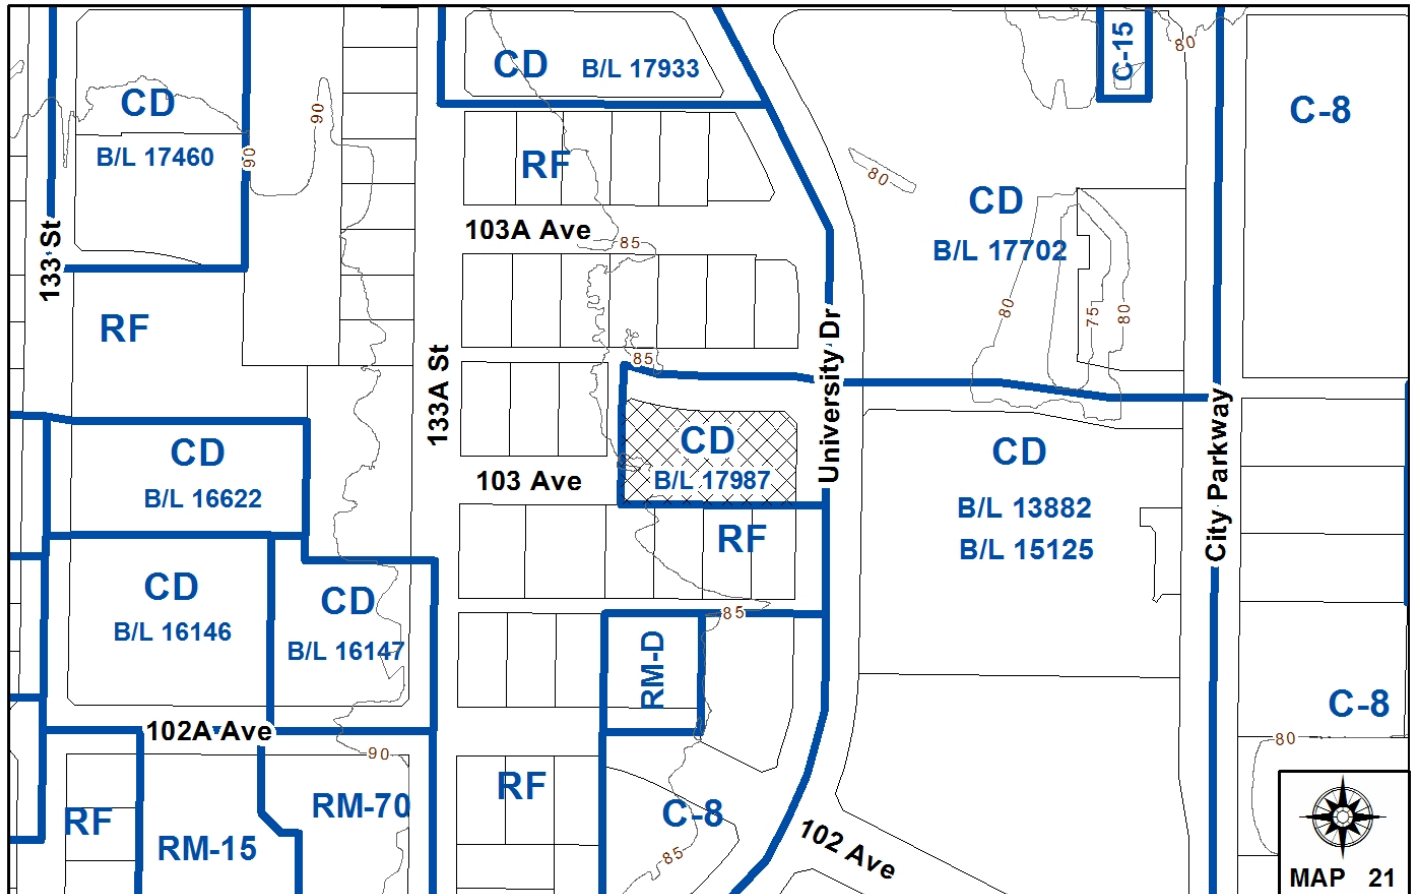 C-15
80
CD
B/L 17933
C-8
CD
90
B/L 17460
90
RF
80
CD
103A Ave
85
B/L 17702
133 St
80
75
80
RF
University Dr
85
133A St
City Parkway
CD
CD
CD
B/L 17987
103 Ave
B/L 16622
B/L 13882
RF
B/L 15125
CD
CD
85
B/L 16146
B/L 16147
RM-D
C-8
102A Ave
80
90
RF
RM-70
C-8
RF
RM-15
85
102 Ave
MAP 21